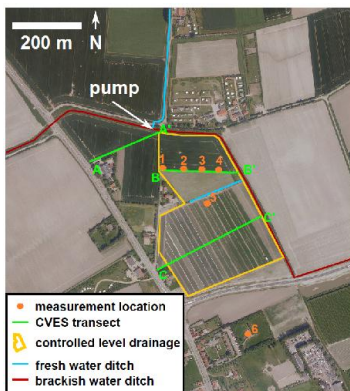 200 m
N
pump
A'
A
1 2 3 4
B B'
5
C'
C
6
measurement location
CVES transect
controlled level drainage
fresh water ditch
brackish water ditch